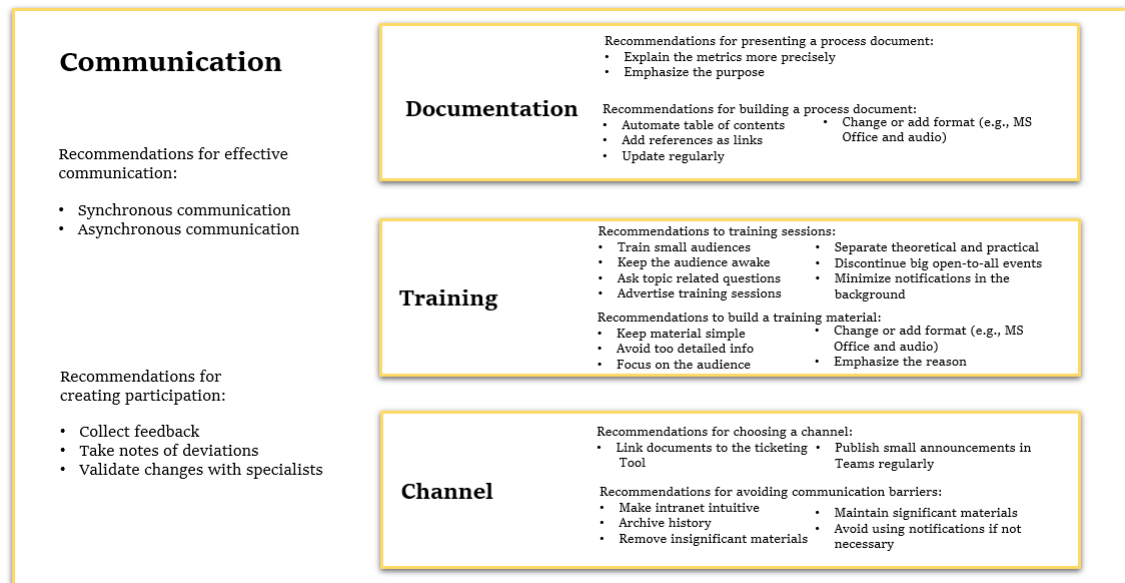 Communication
Recommendations for effective
communication:
• Synchronous communication
• Asynchronous communication
Recommendations for
creating participation:
• Collect feedback
• Take notes of deviations
• Validate changes with specialists
Documentation
Recommendations for presenting a process document:
• Explain the metrics more precisely
• Emphasize the purpose
Recommendations for building a process document:
• Automate table of contents
• Add references as links
• Update regularly
• Change or add format (e.g., MS
Office and audio)
Training
Recommendations to training sessions:
• Train small audiences
• Keep the audience awake
• Ask topic related questions
• Advertise training sessions
• Separate theoretical and practical
• Discontinue big open-to-all events
• Minimize notifications in the
background
Recommendations to build a training material:
• Keep material simple
• Avoid too detailed info
• Focus on the audience
• Change or add format (e.g., MS
Office and audio)
• Emphasize the reason
Channel
Recommendations for choosing a channel:
• Link documents to the ticketing
Tool
• Publish small announcements in
Teams regularly
Recommendations for avoiding communication barriers:
• Make intranet intuitive
• Archive history
• Remove insignificant materials
• Maintain significant materials
• Avoid using notifications if not
necessary